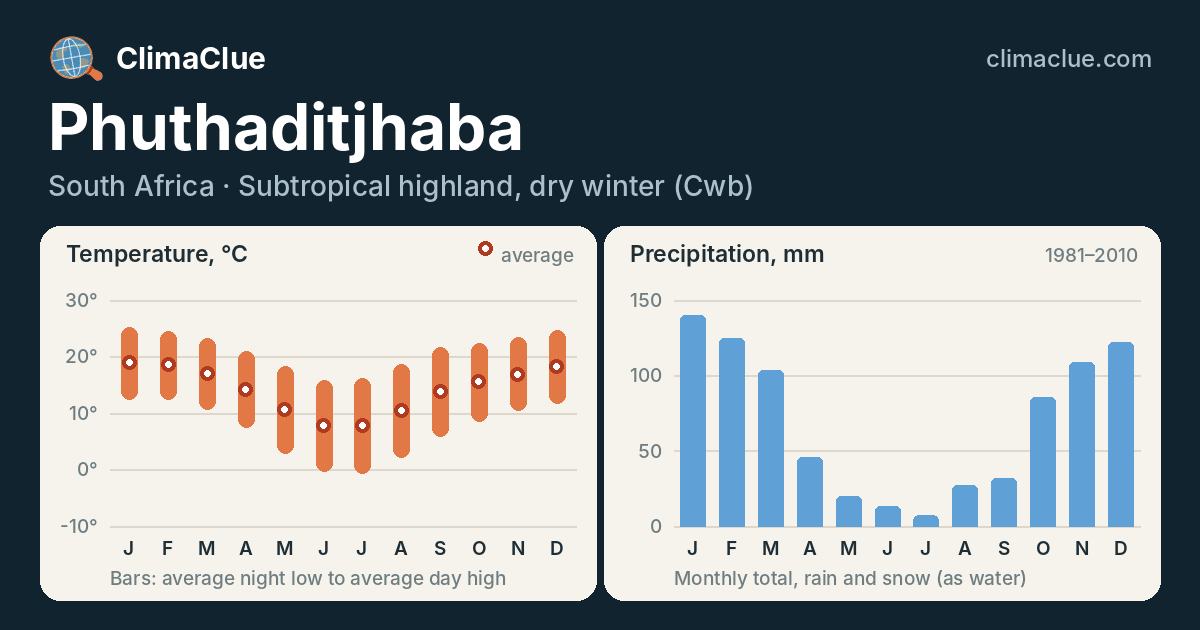 ClimaClue
climaclue.com
Phuthaditjhaba
South Africa · Subtropical highland, dry winter (Cwb)
Temperature, °C
average
30°
20°
10°
0°
-10°
J F M A M J J A S O N D
Bars: average night low to average day high
Precipitation, mm
1981–2010
150
100
50
0
J F M A M J J A S O N D
Monthly total, rain and snow (as water)